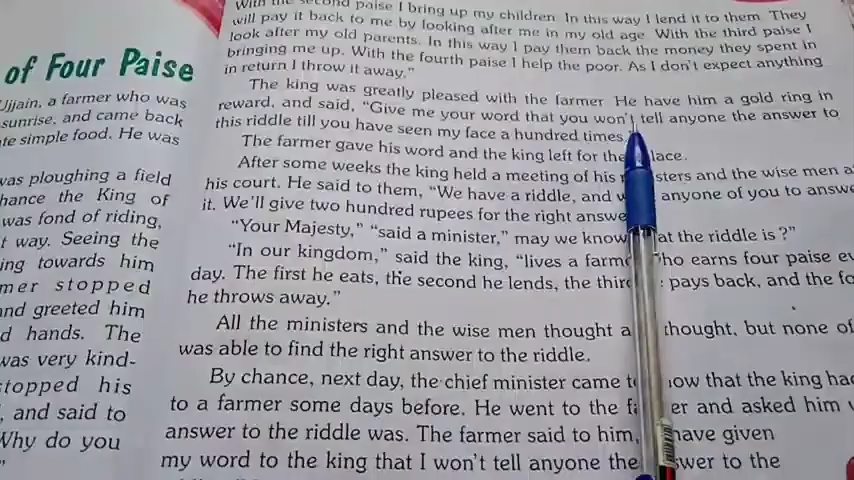 of Four Paise
Ujjain, a farmer who was
sunrise, and came back
simple food. He was
was ploughing a field
hance the King of
was fond of riding,
t way. Seeing the
ing towards him
mer stopped
and greeted him
d hands. The
was very kind-
stopped his
, and said to
Why do you
"
With the second paise I bring up my children. In this way I lend it to them. They
will pay it back to me by looking after me in my old age. With the third paise I
look after my old parents. In this way I pay them back the money they spent in
bringing me up. With the fourth paise I help the poor. As I don't expect anything
in return I throw it away."
The king was greatly pleased with the farmer. He have him a gold ring in
reward, and said, "Give me your word that you won't tell anyone the answer to
this riddle till you have seen my face a hundred times.
The farmer gave his word and the king left for the lace.
After some weeks the king held a meeting of his sters and the wise men
his court. He said to them, "We have a riddle, and anyone of you to answe
it. We'll give two hundred rupees for the right answe
"Your Majesty," "said a minister," may we know at the riddle is ?"
"In our kingdom," said the king, "lives a farme who earns four paise
day. The first he eats, the second he lends, the third pays back, and the fo
he throws away."
All the ministers and the wise men thought a thought, but none of
was able to find the right answer to the riddle.
By chance, next day, the chief minister came to now that the king had
to a farmer some days before. He went to the fa er and asked him
answer to the riddle was. The farmer said to him, have given
my word to the king that I won't tell anyone the swer to the